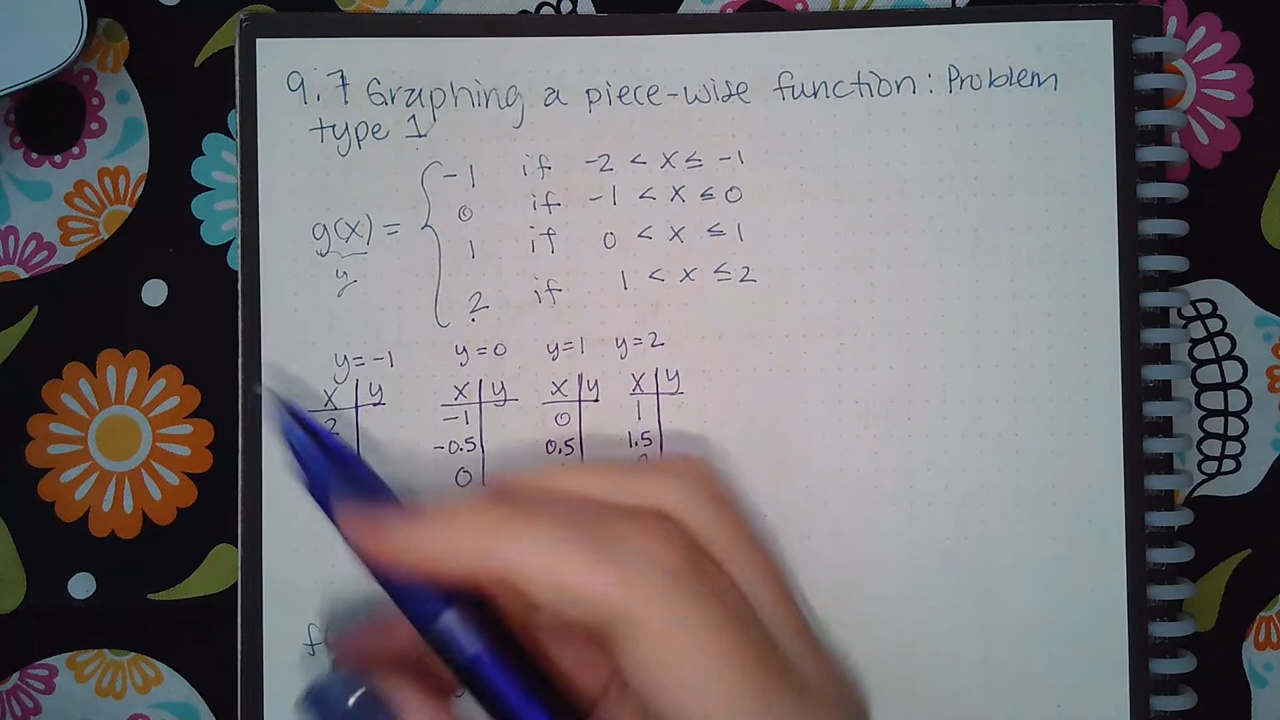 9.7 Graphing a piece-wise function: Problem
type 1
g(x) = { -1 if -2 < x ≤ -1
0 if -1 < x ≤ 0
1 if 0 < x ≤ 1
2 if 1 < x ≤ 2
y
y=-1 y=0 y=1 y=2
x y x y x y x y
2 -1 0 1
-0.5 0.5 1.5
0